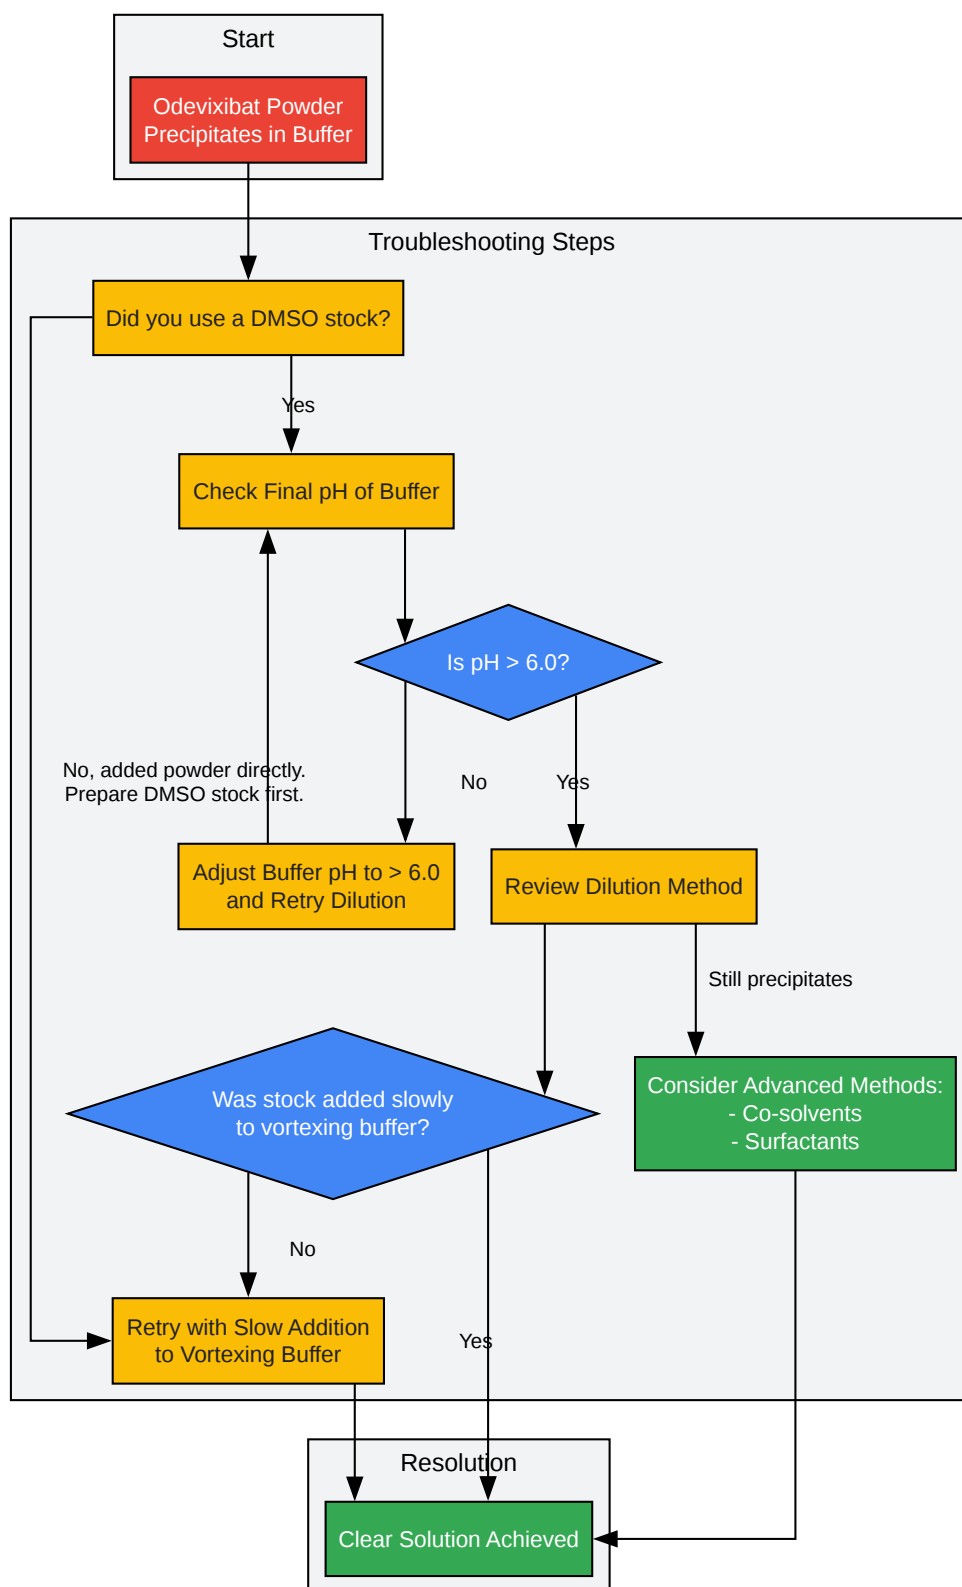 Start
Odevixibat Powder
Precipitates in Buffer
Troubleshooting Steps
Did you use a DMSO stock?
Yes
Check Final pH of Buffer
Is pH > 6.0?
No, added powder directly.
Prepare DMSO stock first.
No
Yes
Adjust Buffer pH to > 6.0
and Retry Dilution
Review Dilution Method
Still precipitates
Was stock added slowly
to vortexing buffer?
Consider Advanced Methods:
- Co-solvents
- Surfactants
No
Retry with Slow Addition
to Vortexing Buffer
Yes
Resolution
Clear Solution Achieved